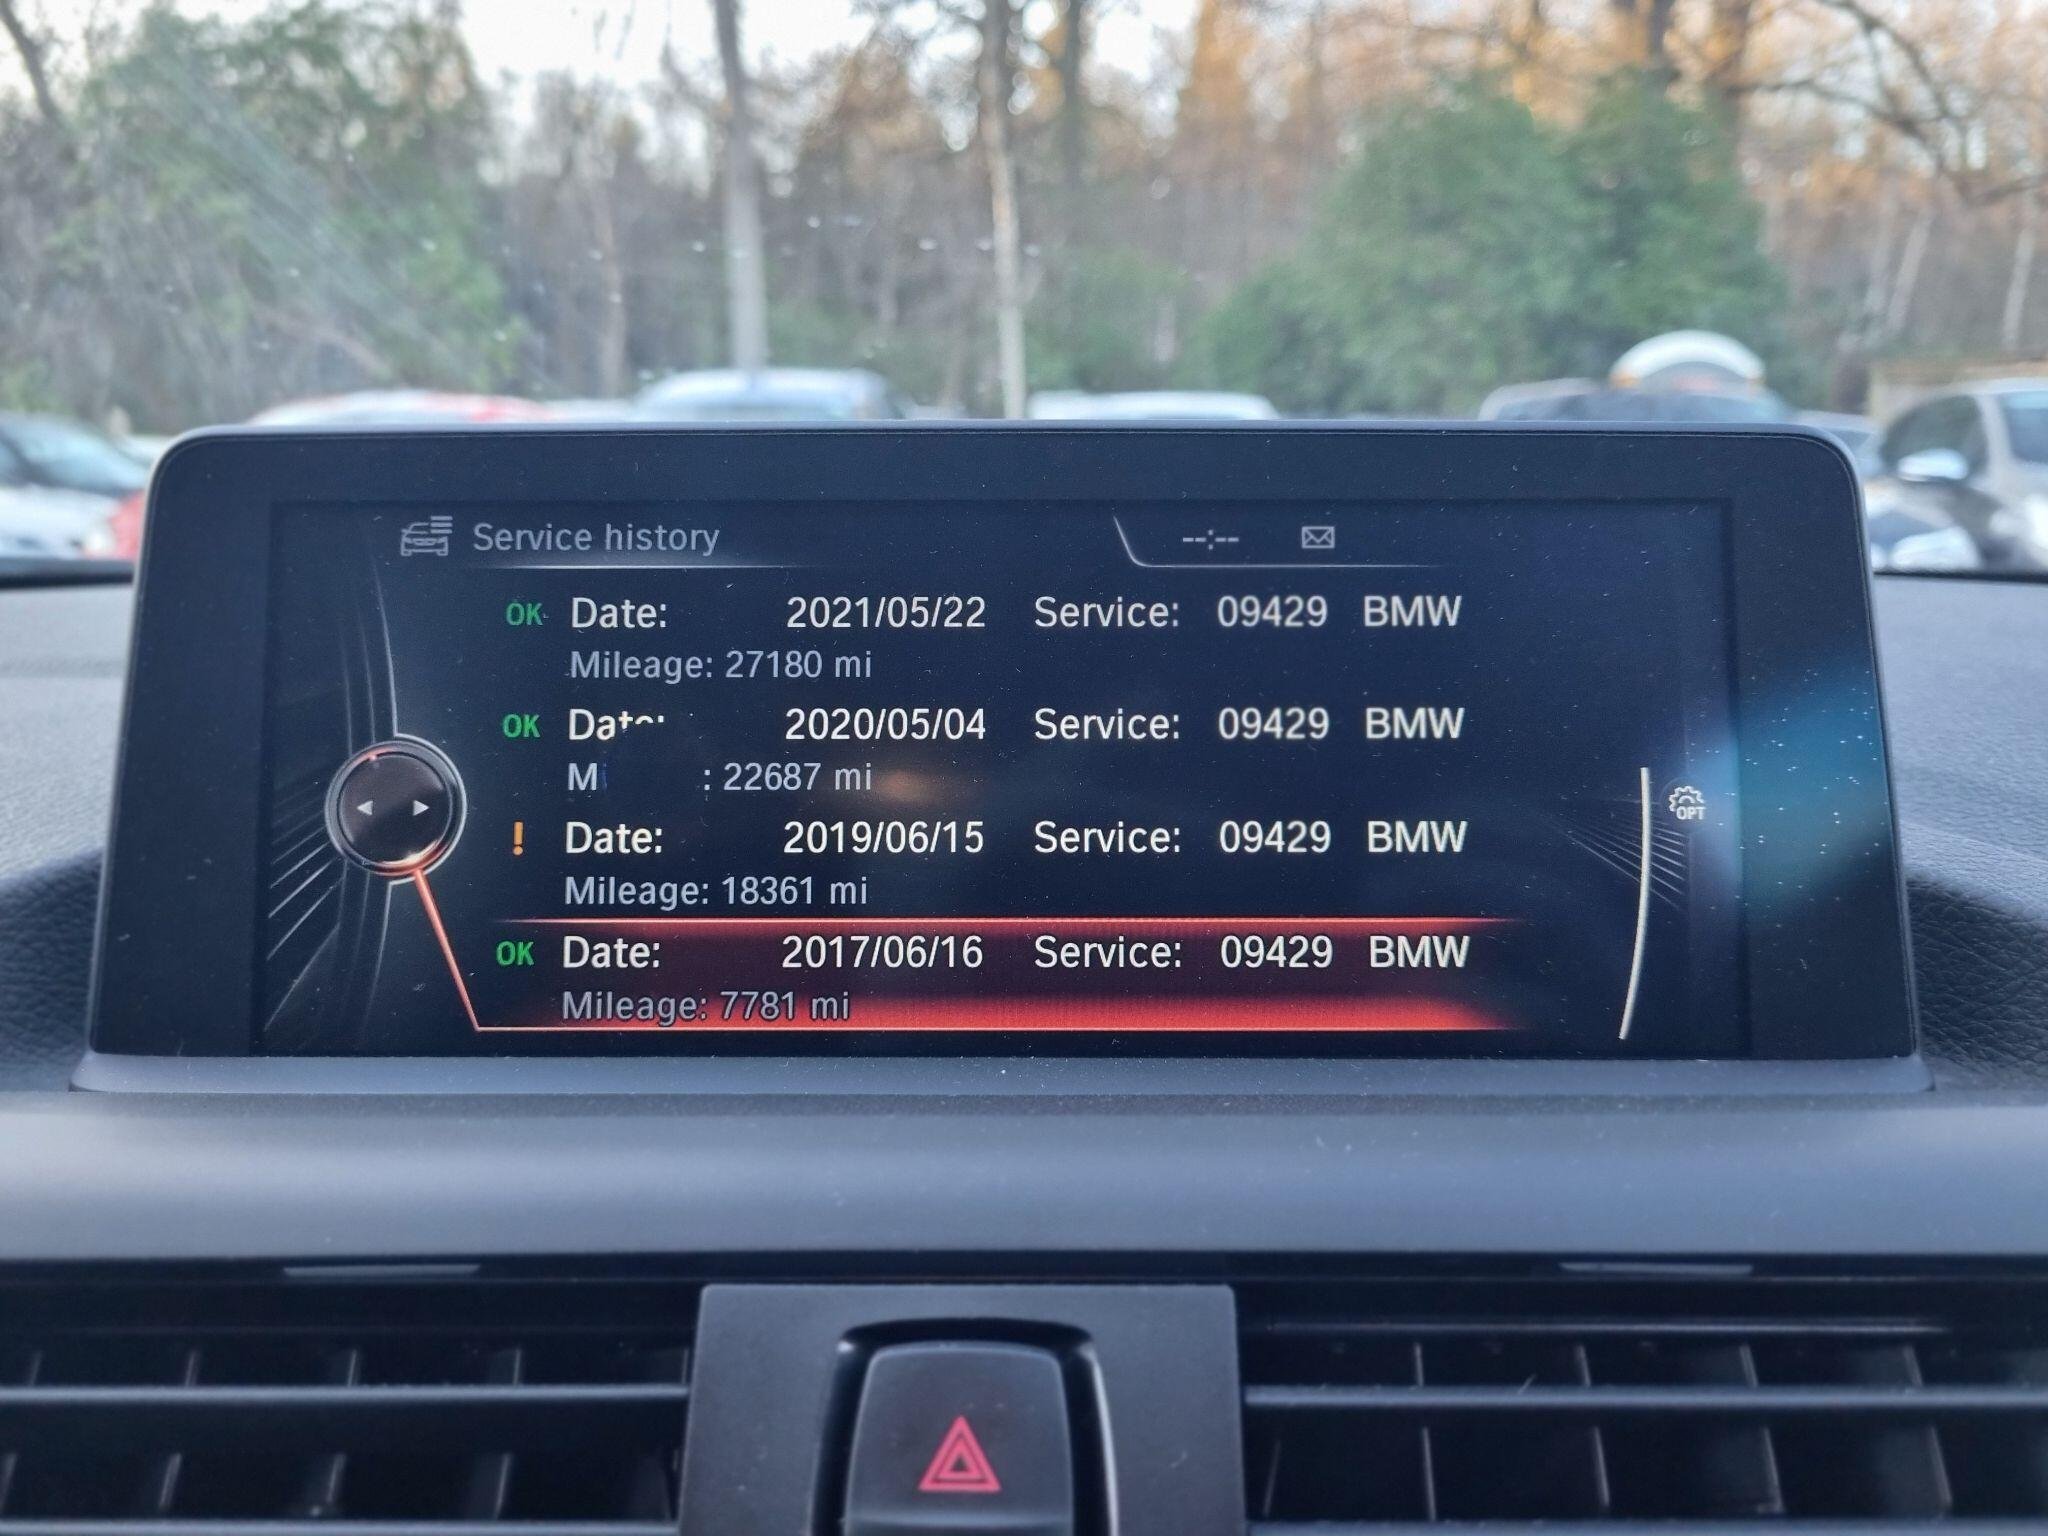 Service history --:--
OK Date: 2021/05/22 Service: 09429 BMW
Mileage: 27180 mi
OK 2020/05/04 Service: 09429 BMW
: 22687 mi
! Date: 2019/06/15 Service: 09429 BMW
Mileage: 18361 mi
OPT
OK Date: 2017/06/16 Service: 09429 BMW
Mileage: 7781 mi